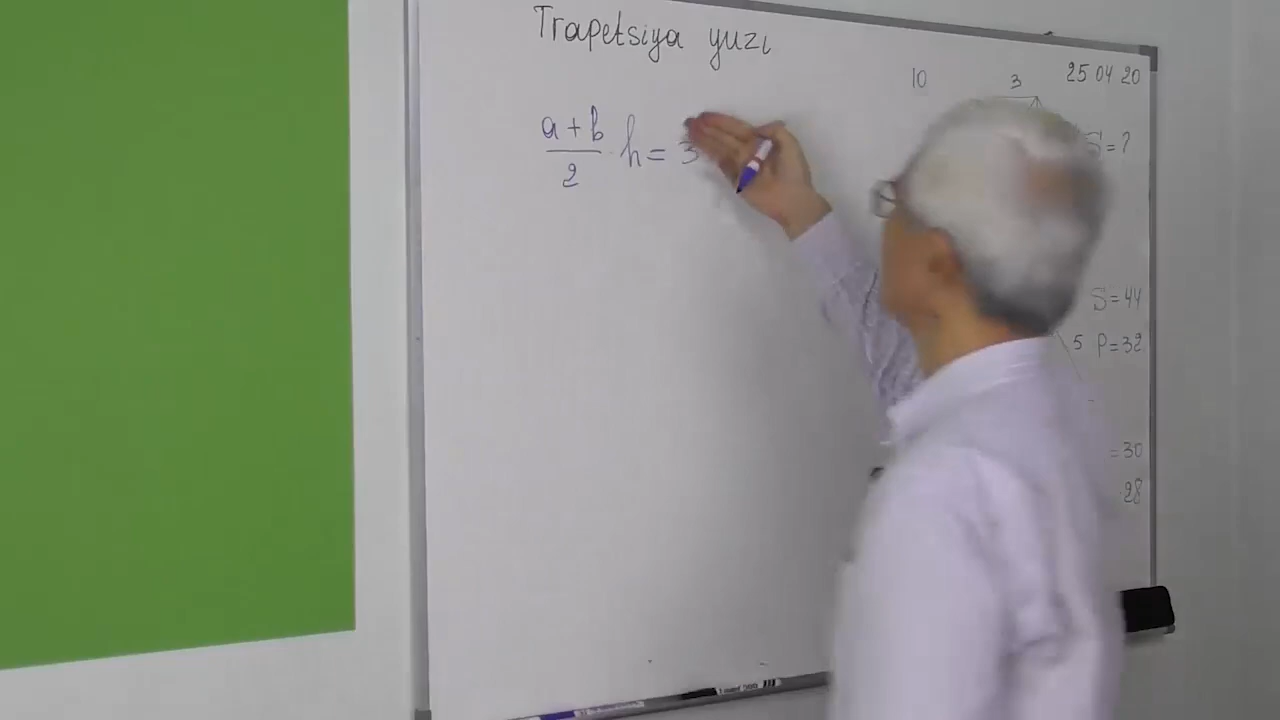 Trapetsiya yuzi
25 04 20
10
3
a + b
2
h = 3
S = ?
S = 44
5 P = 32
= 30
28